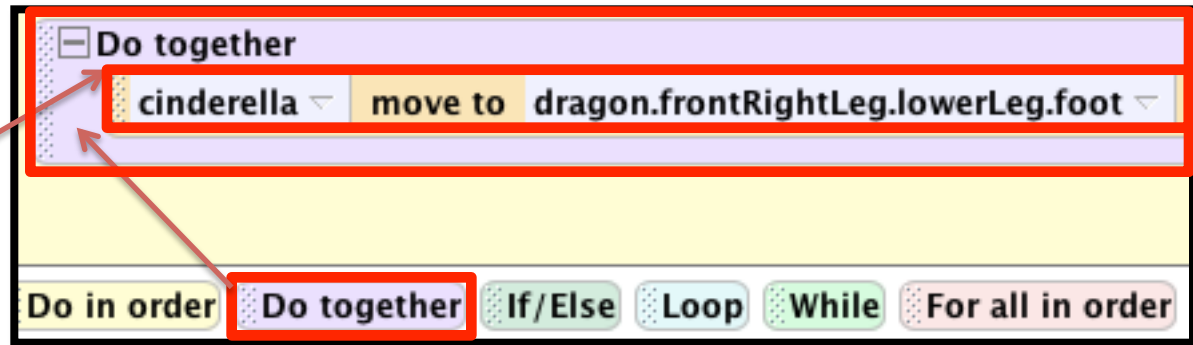 Do together
cinderella move to dragon.frontRightLeg.lowerLeg.foot
Do in order Do together If/Else Loop While For all in order